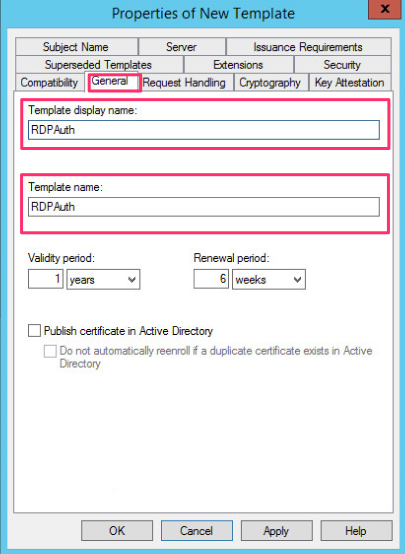 Properties of New Template
x
Subject Name Server Issuance Requirements
Superseded Templates Extensions Security
Compatibility General Request Handling Cryptography Key Attestation
Template display name:
RDPAuth
Template name:
RDPAuth
Validity period: Renewal period:
1 years 6 weeks
Publish certificate in Active Directory
Do not automatically reenroll if a duplicate certificate exists in Active
Directory
OK Cancel Apply Help